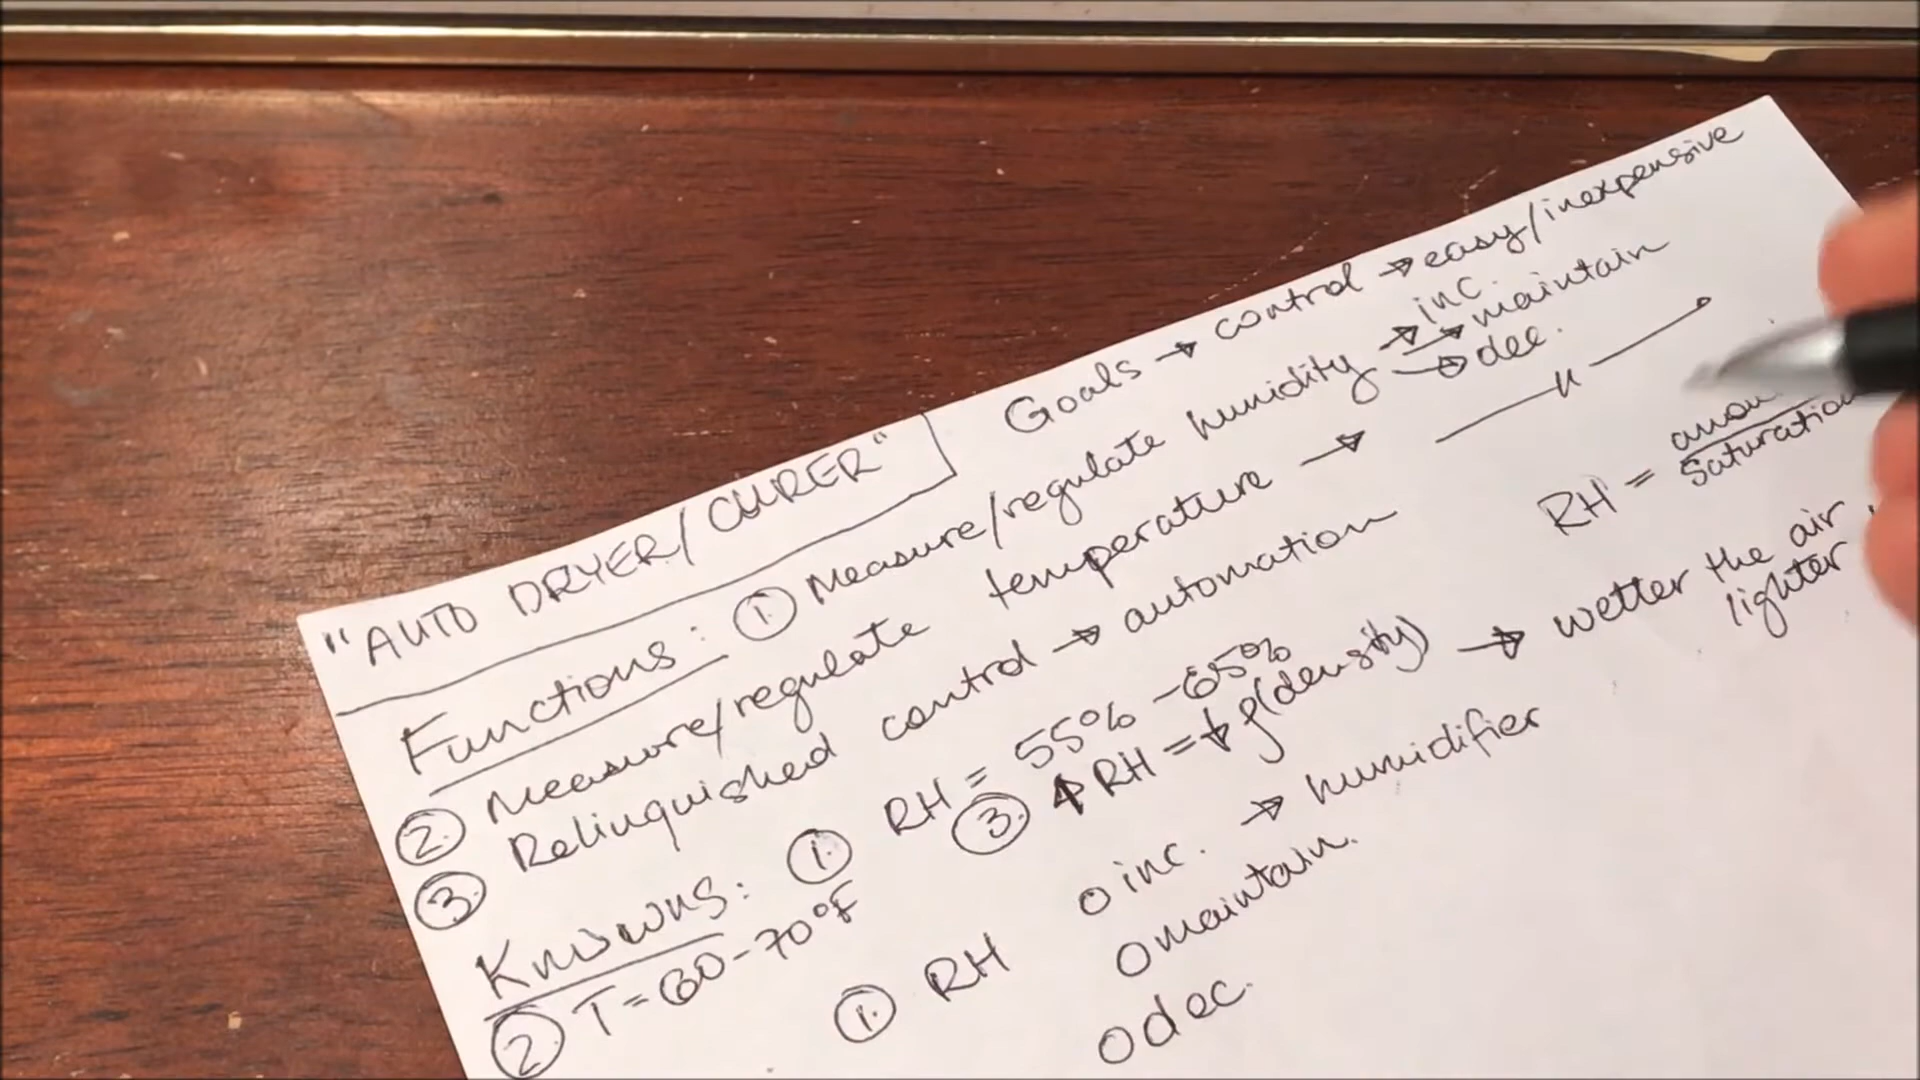 "AUTO DRYER/CURER"
Goals → control → easy/inexpensive
Functions: ① Measure/regulate humidity → inc.
→ maintain
→ dec.
② Measure/regulate temperature → — " —
③ Relinquished control → automation
RH =
Saturation
Knowns: ① RH = 55% - 65%
② T = 60 - 70°F
③ ↑ RH = ↓ ρ(density) → wetter the air
lighter
① RH o inc. → humidifier
o maintain.
o dec.